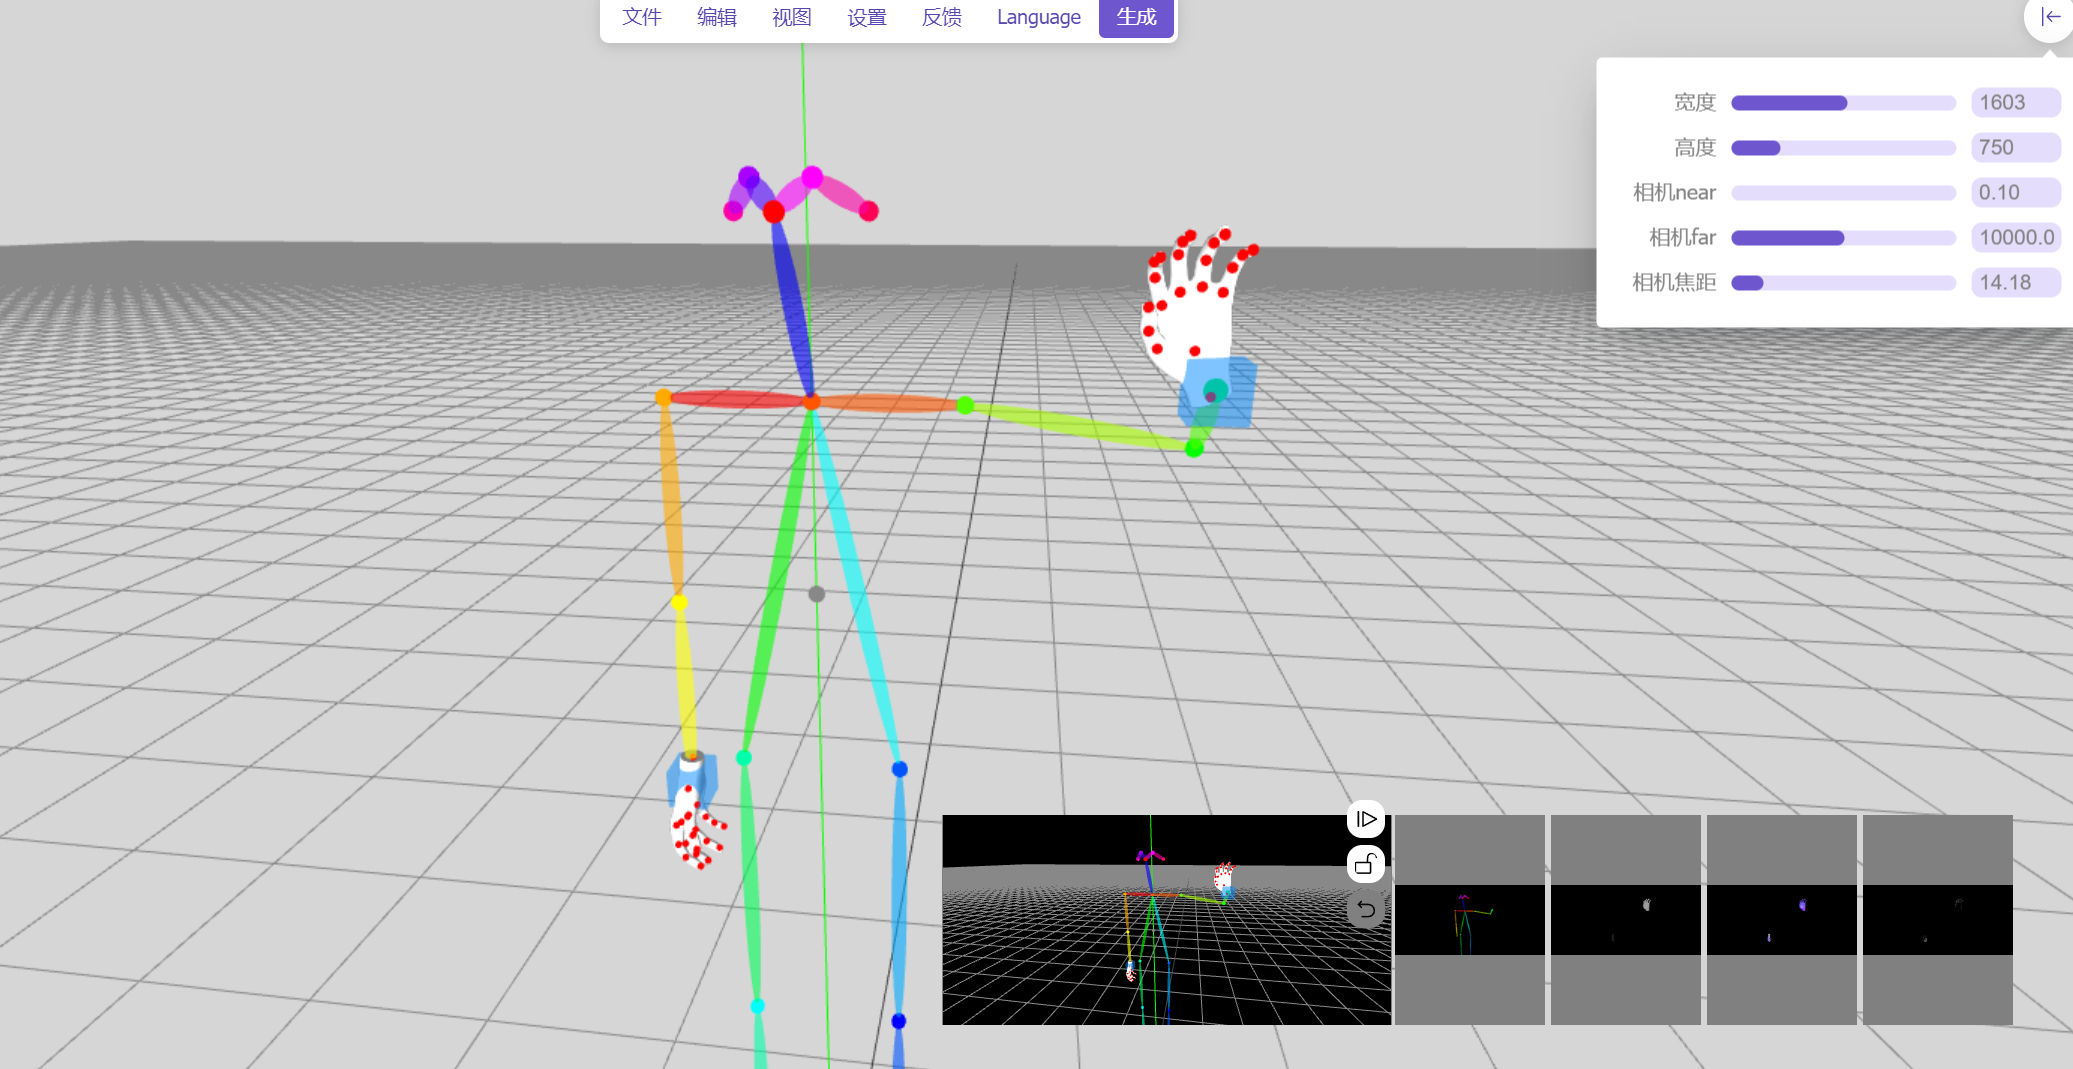 文件 编辑 视图 设置 反馈 Language 生成
宽度 1603
高度 750
相机near 0.10
相机far 10000.0
相机焦距 14.18